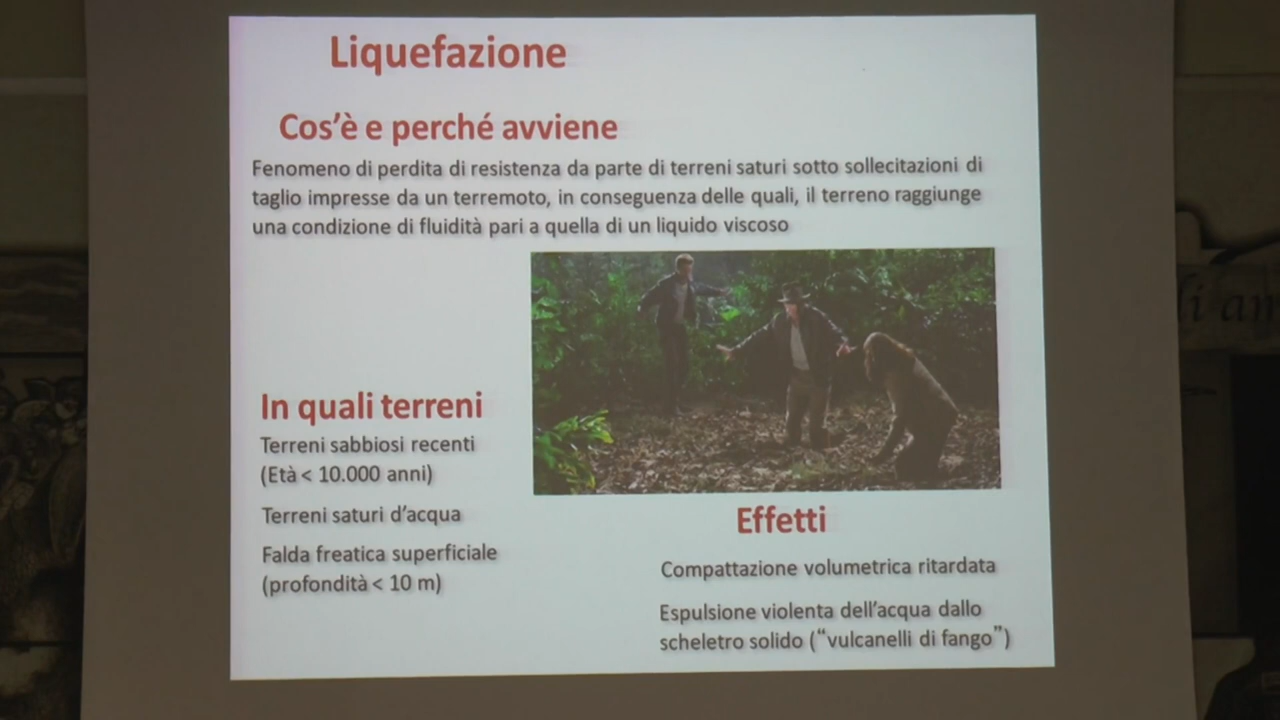 Liquefazione
Cos'è e perché avviene
Fenomeno di perdita di resistenza da parte di terreni saturi sotto sollecitazioni di
taglio impresse da un terremoto, in conseguenza delle quali, il terreno raggiunge
una condizione di fluidità pari a quella di un liquido viscoso
In quali terreni
Terreni sabbiosi recenti
(Età < 10.000 anni)
Terreni saturi d'acqua
Falda freatica superficiale
(profondità < 10 m)
Effetti
Compattazione volumetrica ritardata
Espulsione violenta dell'acqua dallo
scheletro solido (“vulcanelli di fango”)